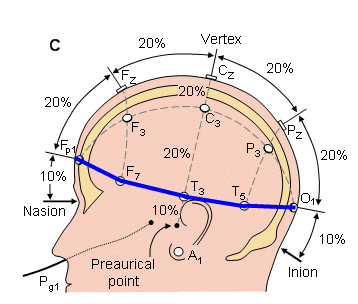 C
Vertex
20%
20%
Fz
Cz
20%
20%
20%
F3
C3
Pz
Fp1
20%
P3
20%
10%
F7
T3
T5
O1
Nasion
10%
10%
Preaurical
point
A1
Inion
Pg1